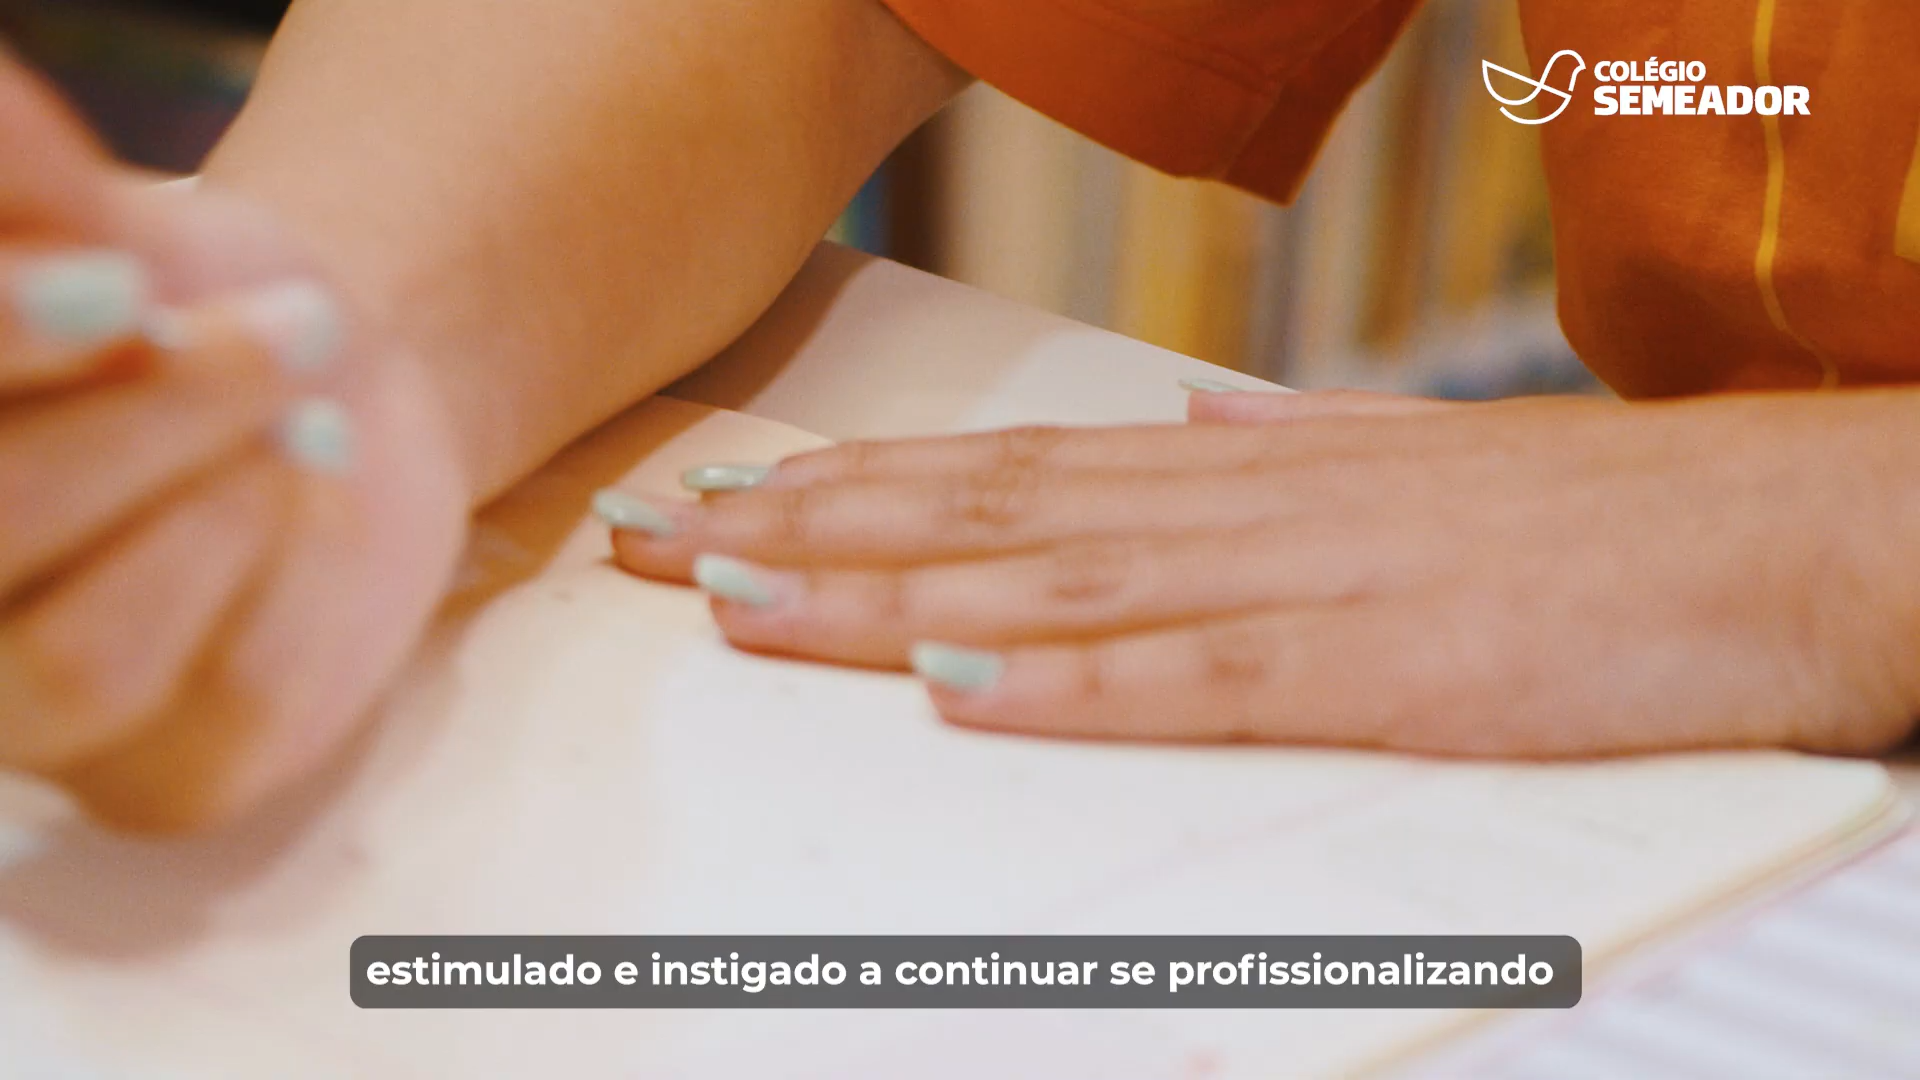 COLÉGIO
SEMEADOR
estimulado e instigado a continuar se profissionalizando